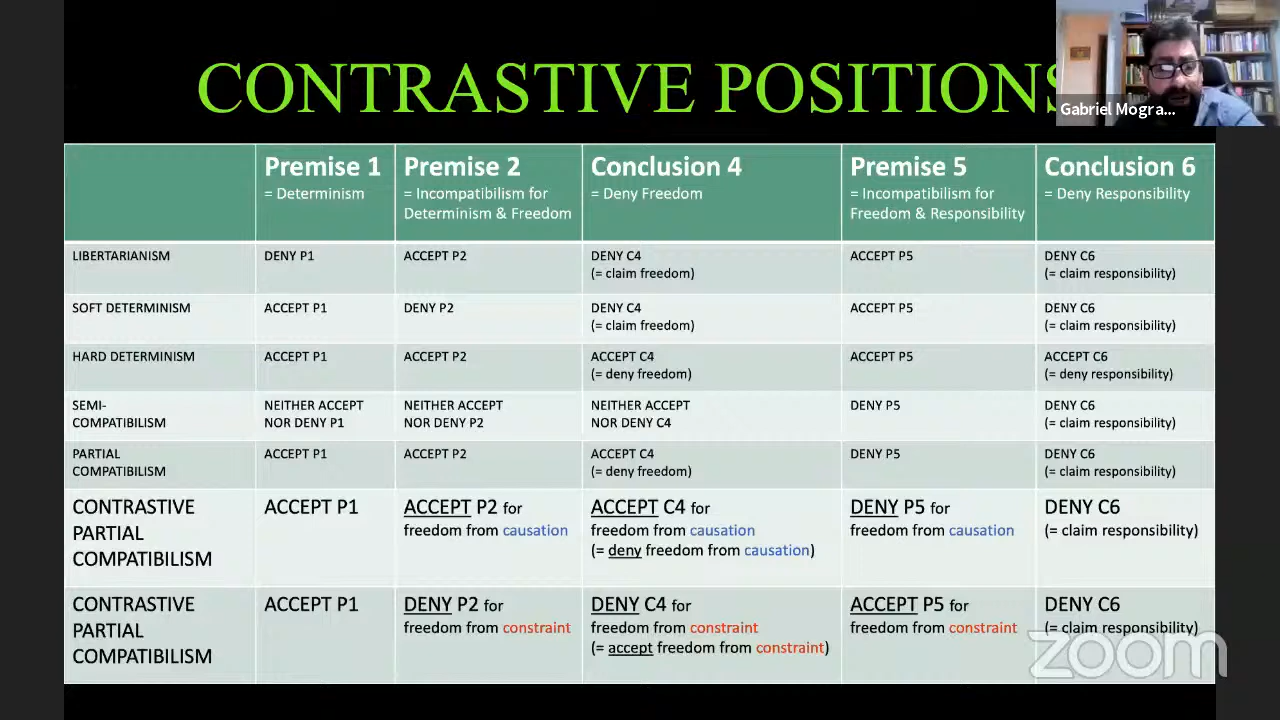 CONTRASTIVE POSITIONS
Gabriel Mogra...
Premise 1
= Determinism
Premise 2
= Incompatibilism for
Determinism & Freedom
Conclusion 4
= Deny Freedom
Premise 5
= Incompatibilism for
Freedom & Responsibility
Conclusion 6
= Deny Responsibility
LIBERTARIANISM
DENY P1
ACCEPT P2
DENY C4
(= claim freedom)
ACCEPT P5
DENY C6
(= claim responsibility)
SOFT DETERMINISM
ACCEPT P1
DENY P2
DENY C4
(= claim freedom)
ACCEPT P5
DENY C6
(= claim responsibility)
HARD DETERMINISM
ACCEPT P1
ACCEPT P2
ACCEPT C4
(= deny freedom)
ACCEPT P5
ACCEPT C6
(= deny responsibility)
SEMI-
COMPATIBILISM
NEITHER ACCEPT
NOR DENY P1
NEITHER ACCEPT
NOR DENY P2
NEITHER ACCEPT
NOR DENY C4
DENY P5
DENY C6
(= claim responsibility)
PARTIAL
COMPATIBILISM
ACCEPT P1
ACCEPT P2
ACCEPT C4
(= deny freedom)
DENY P5
DENY C6
(= claim responsibility)
CONTRASTIVE
PARTIAL
COMPATIBILISM
ACCEPT P1
ACCEPT P2 for
freedom from causation
ACCEPT C4 for
freedom from causation
(= deny freedom from causation)
DENY P5 for
freedom from causation
DENY C6
(= claim responsibility)
CONTRASTIVE
PARTIAL
COMPATIBILISM
ACCEPT P1
DENY P2 for
freedom from constraint
DENY C4 for
freedom from constraint
(= accept freedom from constraint)
ACCEPT P5 for
freedom from constraint
DENY C6
(= claim responsibility)
zoom